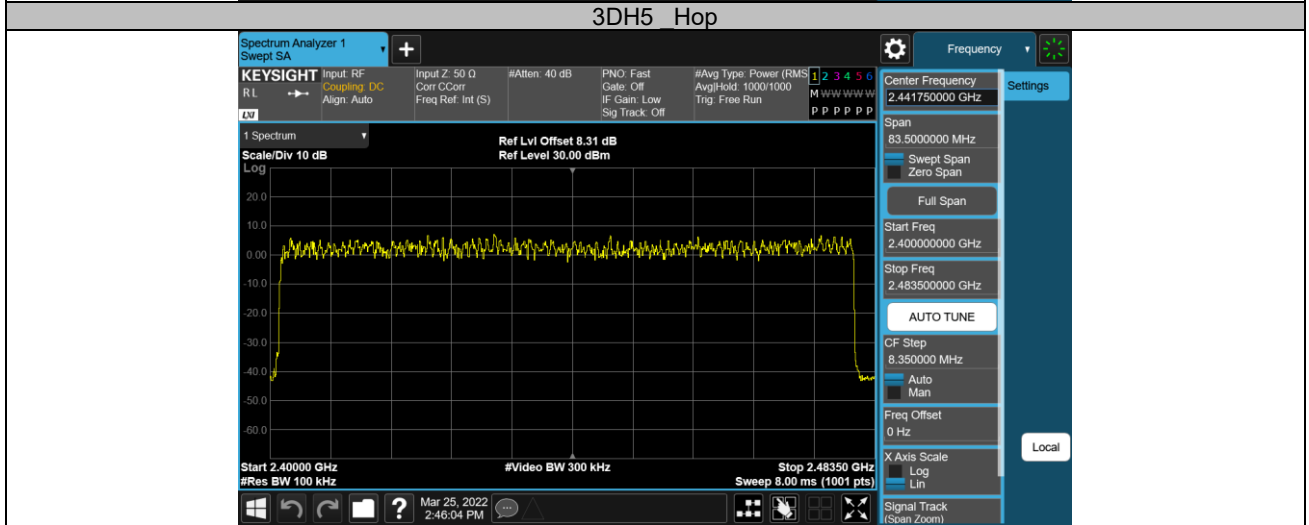 3DH5 _Hop
Spectrum Analyzer 1
Swept SA
Frequency
KEYSIGHT
RL
LXI
Input: RF
Coupling: DC
Align: Auto
Input Z: 50 Ω
Corr CCorr
Freq Ref: Int (S)
#Atten: 40 dB
PNO: Fast
Gate: Off
IF Gain: Low
Sig Track: Off
#Avg Type: Power (RMS
Avg|Hold: 1000/1000
Trig: Free Run
1 2 3 4 5 6
M W W W W W
P P P P P P
Center Frequency
2.441750000 GHz
Settings
1 Spectrum
Scale/Div 10 dB
Ref Lvl Offset 8.31 dB
Ref Level 30.00 dBm
Log
20.0
10.0
0.00
-10.0
-20.0
-30.0
-40.0
-50.0
-60.0
Start 2.40000 GHz
#Res BW 100 kHz
#Video BW 300 kHz
Stop 2.48350 GHz
Sweep 8.00 ms (1001 pts)
Span
83.5000000 MHz
Swept Span
Zero Span
Full Span
Start Freq
2.400000000 GHz
Stop Freq
2.483500000 GHz
AUTO TUNE
CF Step
8.350000 MHz
Auto
Man
Freq Offset
0 Hz
X Axis Scale
Log
Lin
Local
Signal Track
(Span Zoom)
?
Mar 25, 2022
2:46:04 PM